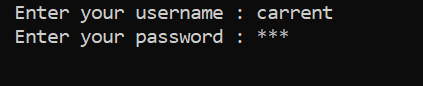 Enter your username : carrent
Enter your password : ***